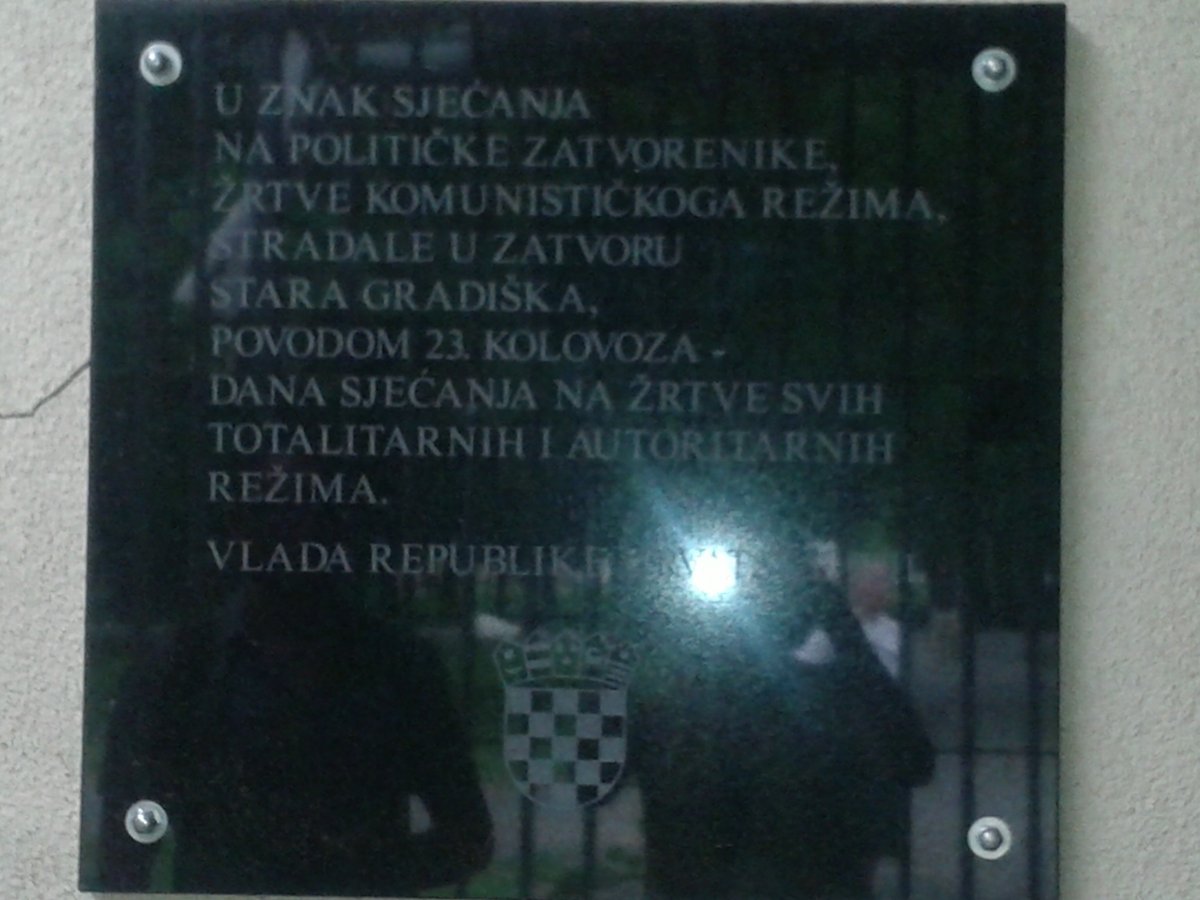 U ZNAK SJEĆANJA
NA POLITIČKE ZATVORENIKE,
ŽRTVE KOMUNISTIČKOGA REŽIMA,
STRADALE U ZATVORU
STARA GRADIŠKA,
POVODOM 23. KOLOVOZA -
DANA SJEĆANJA NA ŽRTVE SVIH
TOTALITARNIH I AUTORITARNIH
REŽIMA.
VLADA REPUBLIKE